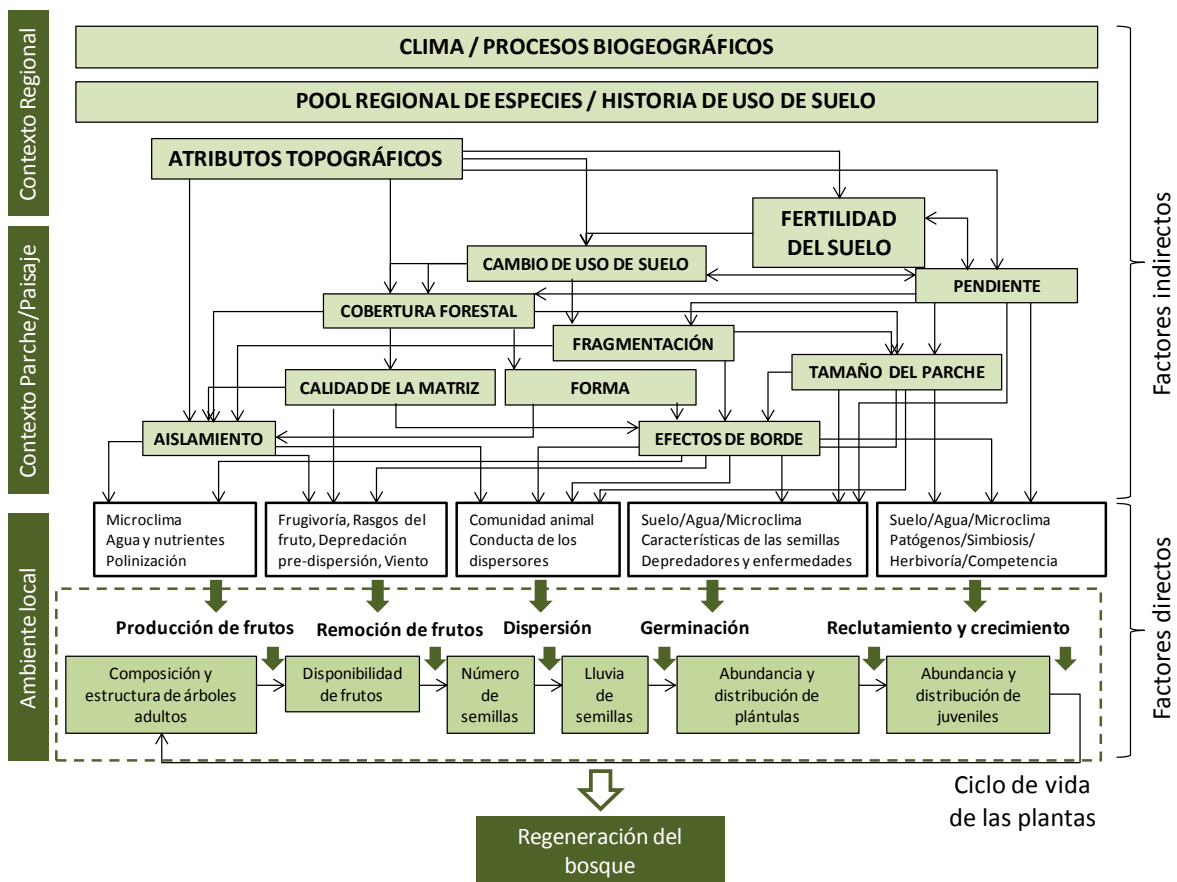 Contexto Regional
CLIMA / PROCESOS BIOGEOGRÁFICOS
POOL REGIONAL DE ESPECIES / HISTORIA DE USO DE SUELO
ATRIBUTOS TOPOGRÁFICOS
FERTILIDAD
DEL SUELO
Factores indirectos
Contexto Parche/Paisaje
CAMBIO DE USO DE SUELO
PENDIENTE
COBERTURA FORESTAL
FRAGMENTACIÓN
TAMAÑO DEL PARCHE
CALIDAD DE LA MATRIZ
FORMA
AISLAMIENTO
EFECTOS DE BORDE
Ambiente local
Microclima
Agua y nutrientes
Polinización
Frugivoría, Rasgos del
fruto, Depredación
pre-dispersión, Viento
Comunidad animal
Conducta de los
dispersores
Suelo/Agua/Microclima
Características de las semillas
Depredadores y enfermedades
Suelo/Agua/Microclima
Patógenos/Simbiosis/
Herbivoría/Competencia
Factores directos
Producción de frutos
Remoción de frutos
Dispersión
Germinación
Reclutamiento y crecimiento
Composición y
estructura de árboles
adultos
Disponibilidad
de frutos
Número
de
semillas
Lluvia
de
semillas
Abundancia y
distribución de
plántulas
Abundancia y
distribución de
juveniles
Ciclo de vida
de las plantas
Regeneración del
bosque